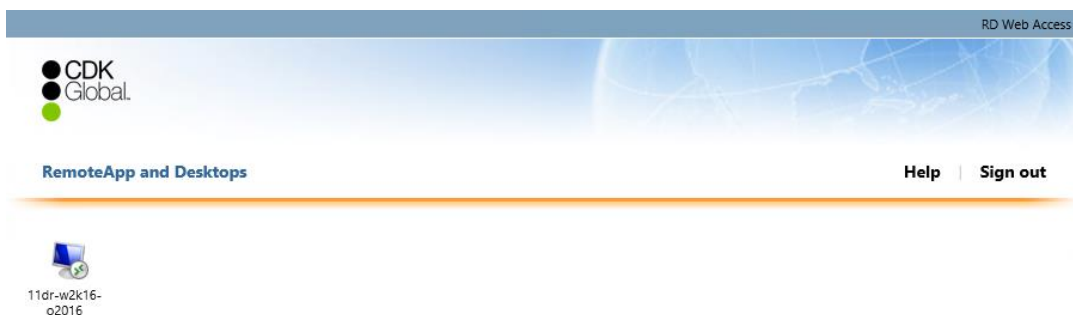 RD Web Access
CDK
Global.
RemoteApp and Desktops
Help | Sign out
11dr-w2k16-
o2016